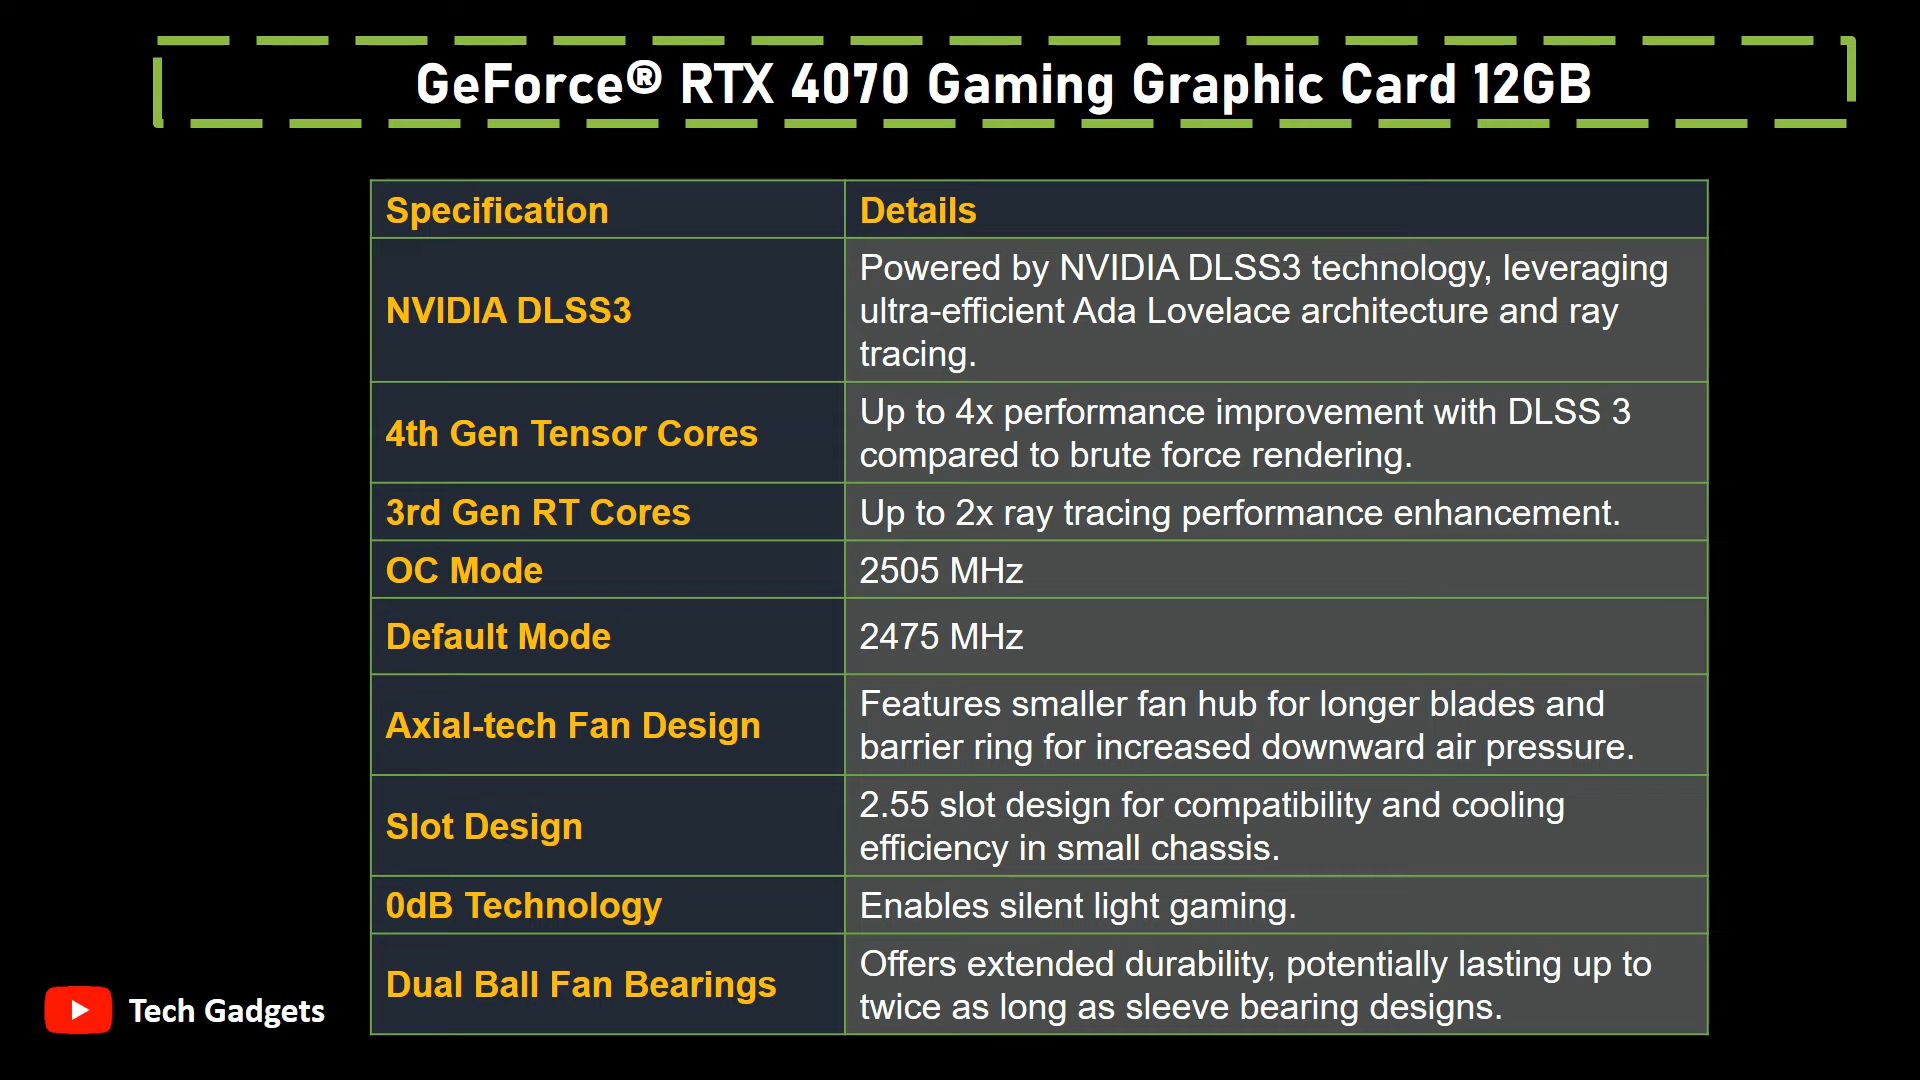 GeForce® RTX 4070 Gaming Graphic Card 12GB
Specification
Details
NVIDIA DLSS3
Powered by NVIDIA DLSS3 technology, leveraging
ultra-efficient Ada Lovelace architecture and ray
tracing.
4th Gen Tensor Cores
Up to 4x performance improvement with DLSS 3
compared to brute force rendering.
3rd Gen RT Cores
Up to 2x ray tracing performance enhancement.
OC Mode
2505 MHz
Default Mode
2475 MHz
Axial-tech Fan Design
Features smaller fan hub for longer blades and
barrier ring for increased downward air pressure.
Slot Design
2.55 slot design for compatibility and cooling
efficiency in small chassis.
0dB Technology
Enables silent light gaming.
Dual Ball Fan Bearings
Offers extended durability, potentially lasting up to
twice as long as sleeve bearing designs.
Tech Gadgets